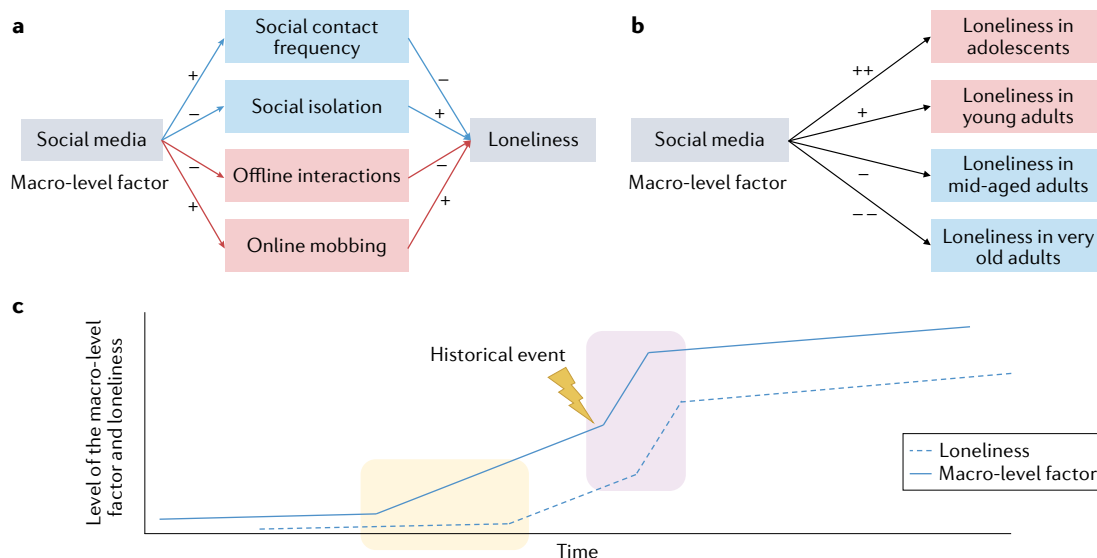 a
Social contact
frequency
+
−
Social isolation
−
+
Social media
Loneliness
Macro-level factor
−
Offline interactions
−
+
Online mobbing
+
b
Loneliness in
adolescents
++
Loneliness in
young adults
+
Social media
Macro-level factor
−
Loneliness in
mid-aged adults
−−
Loneliness in very
old adults
c
Level of the macro-level
factor and loneliness
Historical event
Loneliness
Macro-level factor
Time